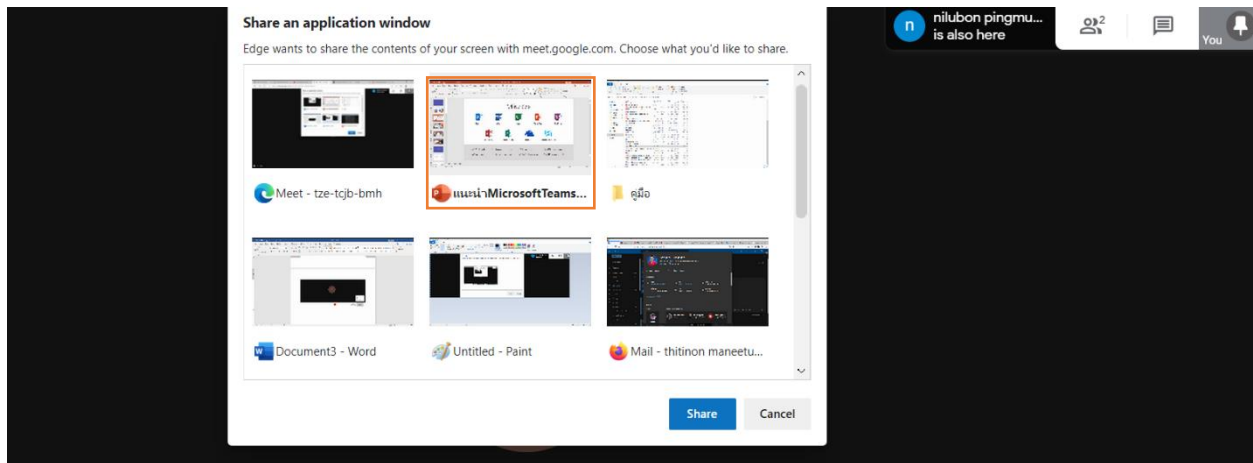 Share an application window
Edge wants to share the contents of your screen with meet.google.com. Choose what you'd like to share.
Meet - tze-tcjb-bmh
แนะนำMicrosoftTeams...
คู่มือ
Document3 - Word
Untitled - Paint
Mail - thitinon maneetu...
Share
Cancel
n
nilubon pingmu...
is also here
2
You